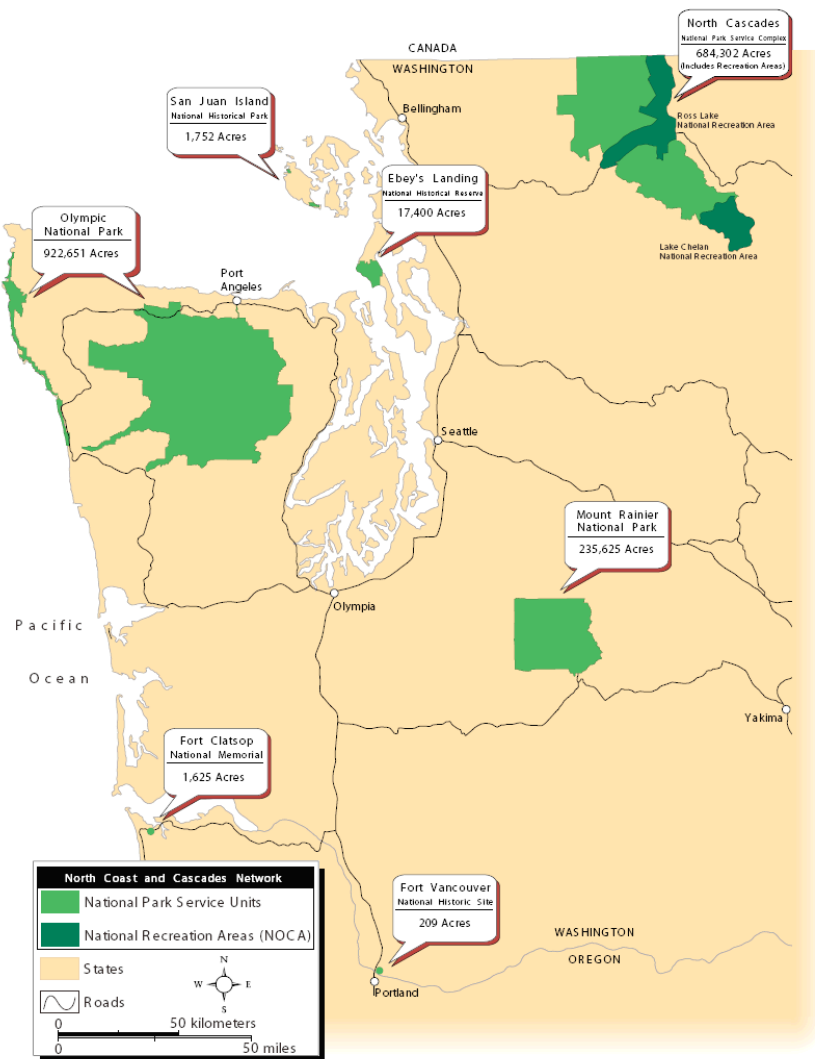 North Cascades
National Park Service Complex
684,302 Acres
(Includes Recreation Areas)
CANADA
WASHINGTON
San Juan Island
National Historical Park
1,752 Acres
Bellingham
Ross Lake
National Recreation Area
Ebey's Landing
National Historical Reserve
17,400 Acres
Olympic
National Park
922,651 Acres
Lake Chelan
National Recreation Area
Port
Angeles
Seattle
Mount Rainier
National Park
235,625 Acres
Olympia
Pacific
Ocean
Yakima
Fort Clatsop
National Memorial
1,625 Acres
North Coast and Cascades Network
National Park Service Units
National Recreation Areas (NOCA)
States
Roads
N
W
E
S
0
50 kilometers
0
50 miles
Fort Vancouver
National Historic Site
209 Acres
WASHINGTON
OREGON
Portland